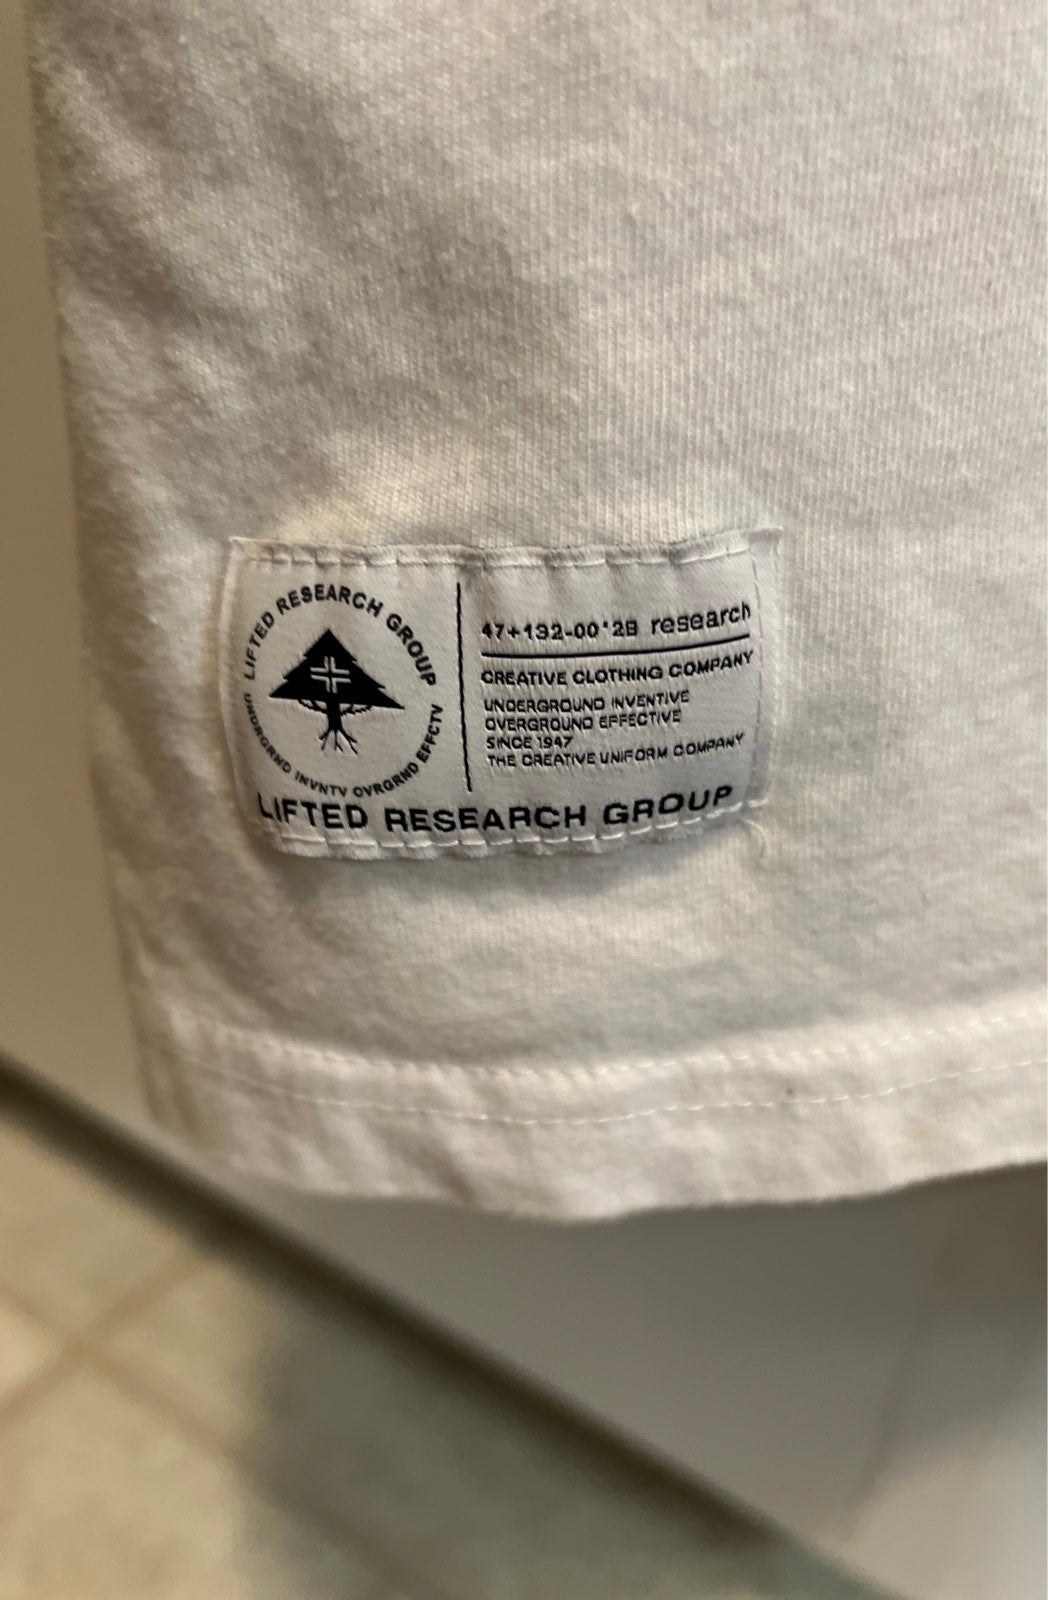 LIFTED RESEARCH GROUP
UNDRGRND INVNTV OVRGRND EFFCTV
47+132-00'28 research
CREATIVE CLOTHING COMPANY
UNDERGROUND INVENTIVE
OVERGROUND EFFECTIVE
SINCE 1947
THE CREATIVE UNIFORM COMPANY
LIFTED RESEARCH GROUP